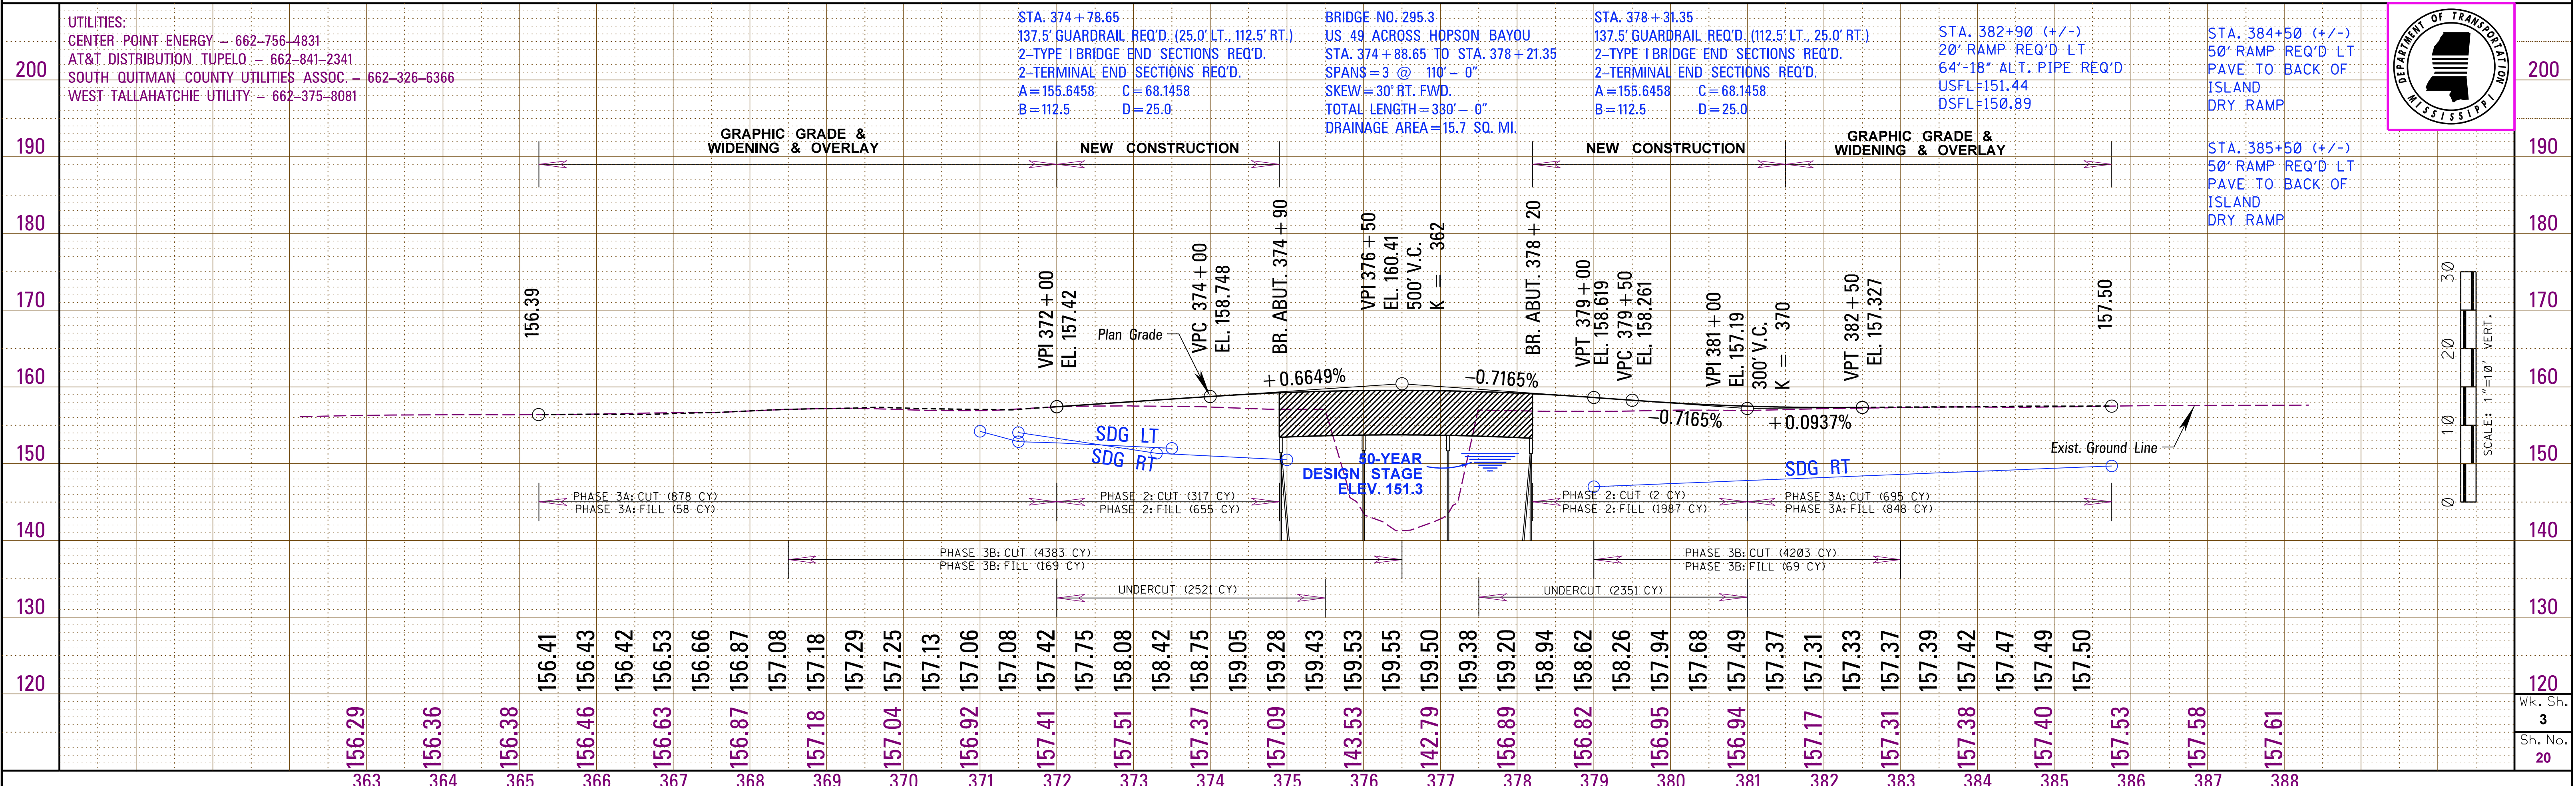 UTILITIES:
CENTER POINT ENERGY – 662–756–4831
AT&T DISTRIBUTION TUPELO – 662–841–2341
SOUTH QUITMAN COUNTY UTILITIES ASSOC. – 662–326–6366
WEST TALLAHATCHIE UTILITY – 662–375–8081
STA. 374 + 78.65
137.5' GUARDRAIL REQ'D. (25.0' LT., 112.5' RT.)
2–TYPE I BRIDGE END SECTIONS REQ'D.
2–TERMINAL END SECTIONS REQ'D.
A = 155.6458 C = 68.1458
B = 112.5 D = 25.0
BRIDGE NO. 295.3
US 49 ACROSS HOPSON BAYOU
STA. 374 + 88.65 TO STA. 378 + 21.35
SPANS = 3 @ 110' – 0"
SKEW = 30° RT. FWD.
TOTAL LENGTH = 330' – 0"
DRAINAGE AREA = 15.7 SQ. MI.
STA. 378 + 31.35
137.5' GUARDRAIL REQ'D. (112.5' LT., 25.0' RT.)
2–TYPE I BRIDGE END SECTIONS REQ'D.
2–TERMINAL END SECTIONS REQ'D.
A = 155.6458 C = 68.1458
B = 112.5 D = 25.0
STA. 382+90 (+/-)
20' RAMP REQ'D LT
64'-18" ALT. PIPE REQ'D
USFL=151.44
DSFL=150.89
STA. 384+50 (+/-)
50' RAMP REQ'D LT
PAVE TO BACK OF
ISLAND
DRY RAMP
STA. 385+50 (+/-)
50' RAMP REQ'D LT
PAVE TO BACK OF
ISLAND
DRY RAMP
DEPARTMENT OF TRANSPORTATION
MISSISSIPPI
200
190
180
170
160
150
140
130
120
200
190
180
170
160
150
140
130
120
GRAPHIC GRADE &
WIDENING & OVERLAY
NEW CONSTRUCTION
NEW CONSTRUCTION
GRAPHIC GRADE &
WIDENING & OVERLAY
156.39
VPI 372 + 00
EL. 157.42
Plan Grade
VPC 374 + 00
EL. 158.748
BR. ABUT. 374 + 90
VPI 376 + 50
EL. 160.41
500' V.C.
K = 362
BR. ABUT. 378 + 20
VPT 379 + 00
EL. 158.619
VPC 379 + 50
EL. 158.261
VPI 381 + 00
EL. 157.19
300' V.C.
K = 370
VPT 382 + 50
EL. 157.327
157.50
+ 0.6649%
–0.7165%
–0.7165%
+ 0.0937%
Exist. Ground Line
SDG LT
SDG RT
SDG RT
50-YEAR
DESIGN STAGE
ELEV. 151.3
30
20
10
0
SCALE: 1"=10' VERT.
PHASE 3A: CUT (878 CY)
PHASE 3A: FILL (58 CY)
PHASE 2: CUT (317 CY)
PHASE 2: FILL (655 CY)
PHASE 2: CUT (2 CY)
PHASE 2: FILL (1987 CY)
PHASE 3A: CUT (695 CY)
PHASE 3A: FILL (848 CY)
PHASE 3B: CUT (4383 CY)
PHASE 3B: FILL (169 CY)
PHASE 3B: CUT (4203 CY)
PHASE 3B: FILL (69 CY)
UNDERCUT (2521 CY)
UNDERCUT (2351 CY)
156.41 156.43 156.42 156.53 156.66 156.87 157.08 157.18 157.29 157.25 157.13 157.06 157.08 157.42 157.75 158.08 158.42 158.75 159.05 159.28 159.43 159.53 159.55 159.50 159.38 159.20 158.94 158.62 158.26 157.94 157.68 157.49 157.37 157.31 157.33 157.37 157.39 157.42 157.47 157.49 157.50
156.29 156.36 156.38 156.46 156.63 156.87 157.18 157.04 156.92 157.41 157.51 157.37 157.09 143.53 142.79 156.89 156.82 156.95 156.94 157.17 157.31 157.38 157.40 157.53 157.58 157.61
363 364 365 366 367 368 369 370 371 372 373 374 375 376 377 378 379 380 381 382 383 384 385 386 387 388
Wk. Sh.
3
Sh. No.
20